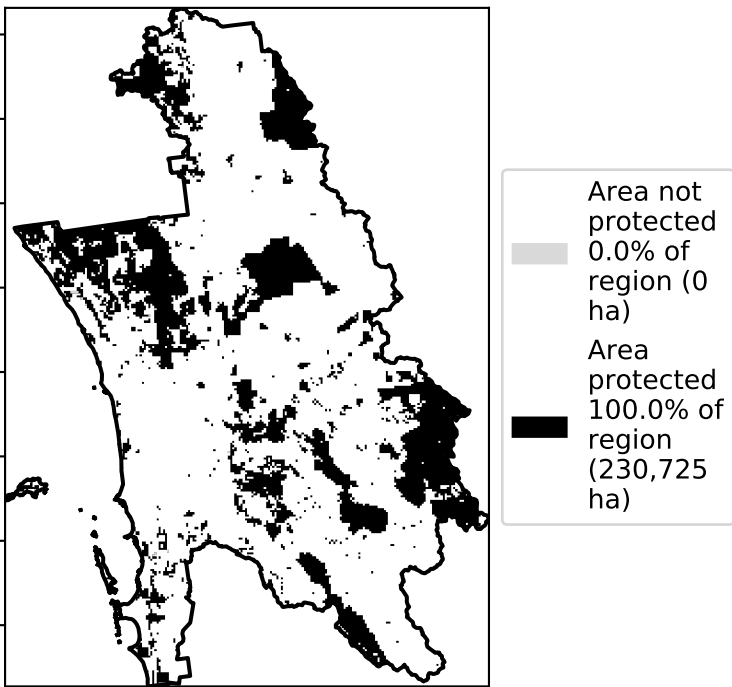 Area not
protected
0.0% of
region (0
ha)
Area
protected
100.0% of
region
(230,725
ha)